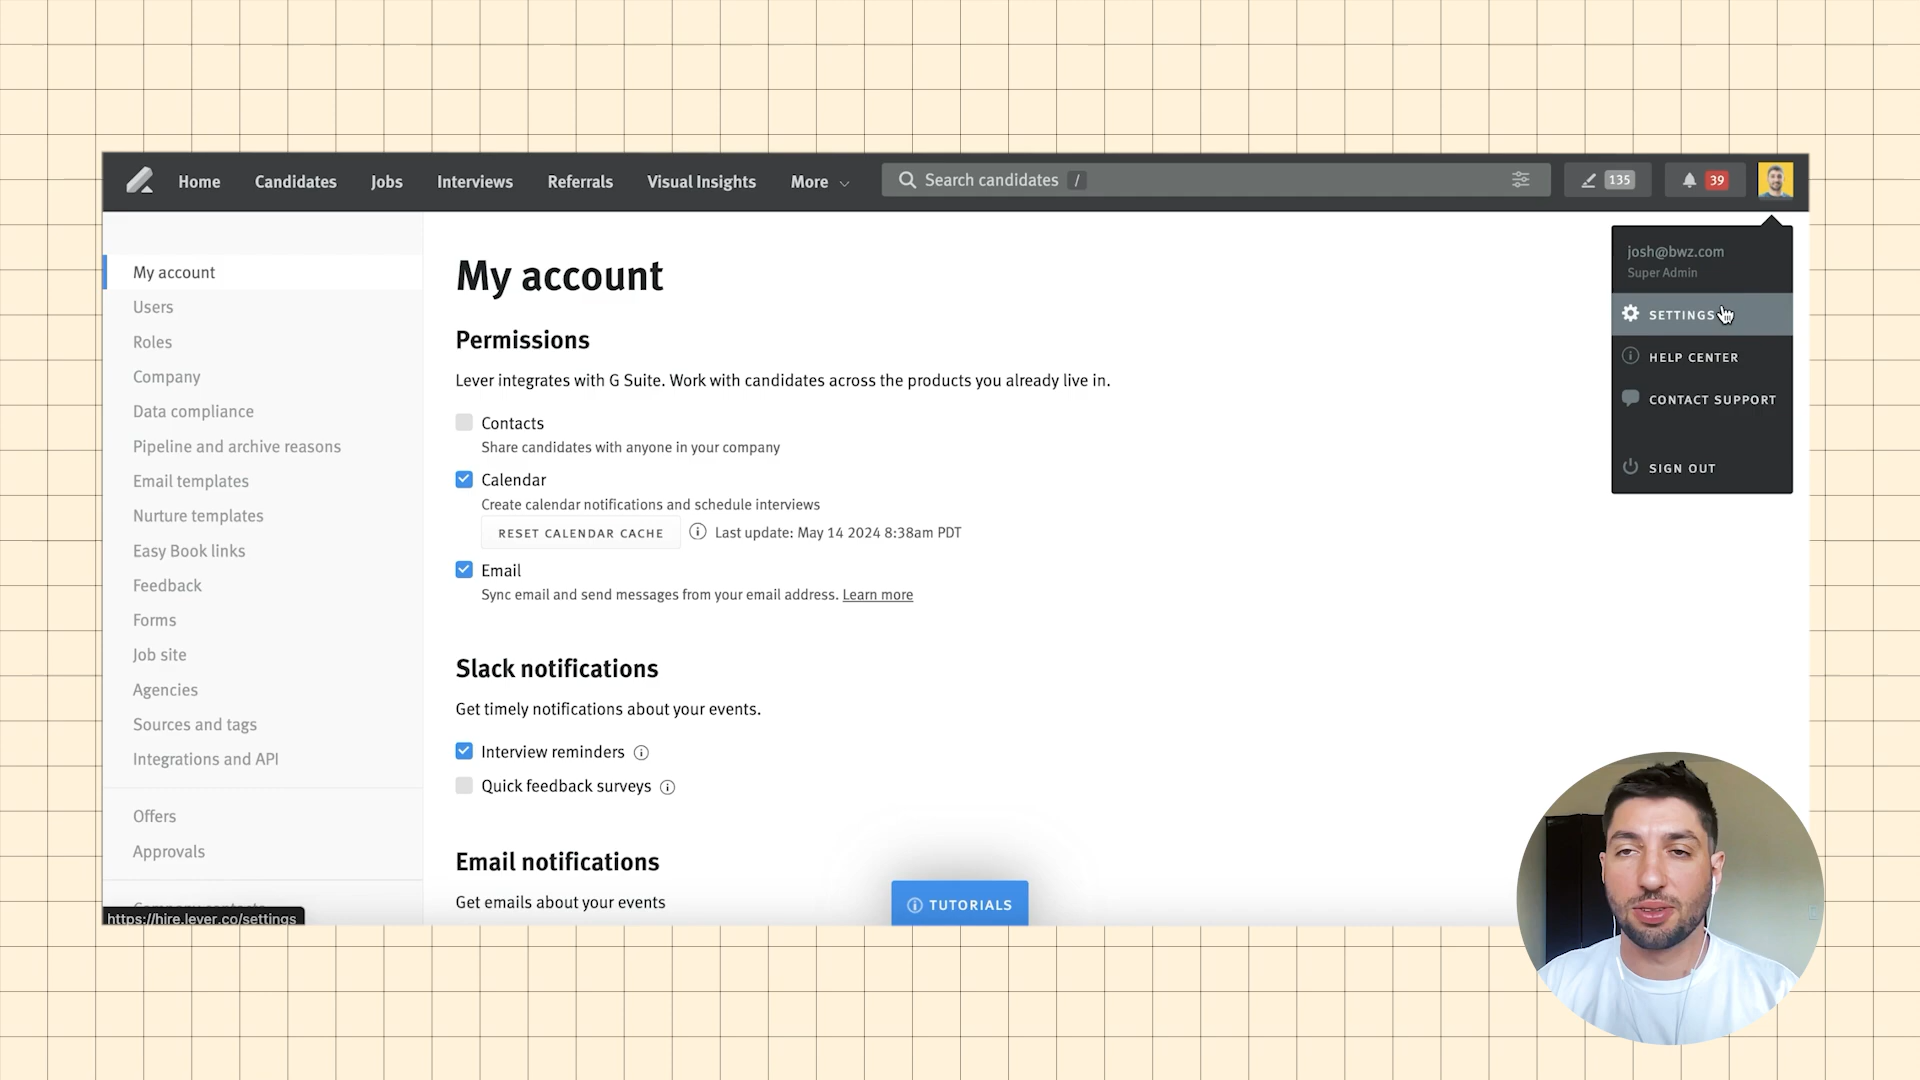 Home
Candidates
Jobs
Interviews
Referrals
Visual Insights
More
Search candidates /
135
39
josh@bwz.com
Super Admin
SETTINGS
HELP CENTER
CONTACT SUPPORT
SIGN OUT
My account
Users
Roles
Company
Data compliance
Pipeline and archive reasons
Email templates
Nurture templates
Easy Book links
Feedback
Forms
Job site
Agencies
Sources and tags
Integrations and API
Offers
Approvals
https://hire.lever.co/settings
My account
Permissions
Lever integrates with G Suite. Work with candidates across the products you already live in.
Contacts
Share candidates with anyone in your company
Calendar
Create calendar notifications and schedule interviews
RESET CALENDAR CACHE
Last update: May 14 2024 8:38am PDT
Email
Sync email and send messages from your email address. Learn more
Slack notifications
Get timely notifications about your events.
Interview reminders
Quick feedback surveys
Email notifications
Get emails about your events
TUTORIALS